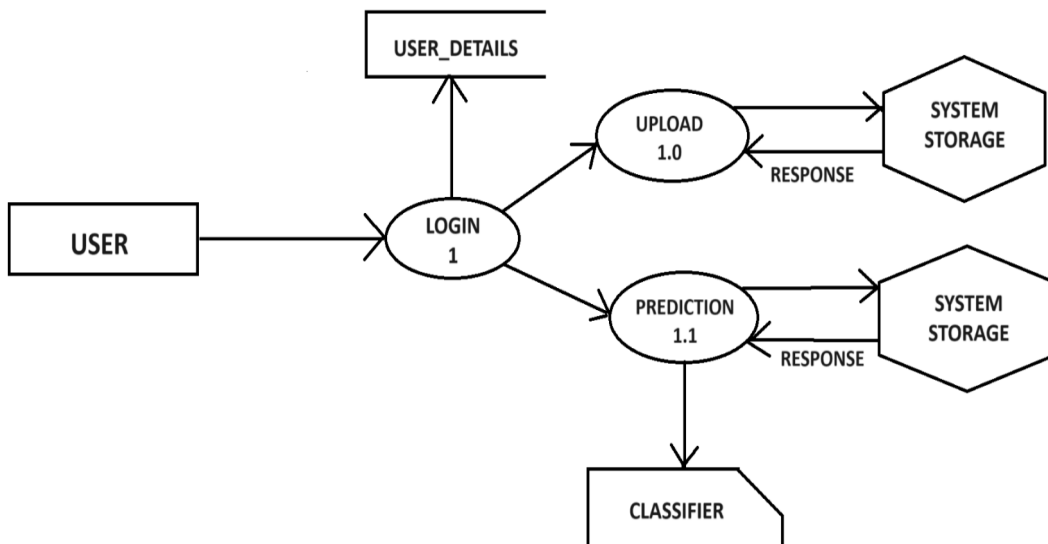 USER_DETAILS
UPLOAD
1.0
SYSTEM
STORAGE
RESPONSE
USER
LOGIN
1
PREDICTION
1.1
SYSTEM
STORAGE
RESPONSE
CLASSIFIER